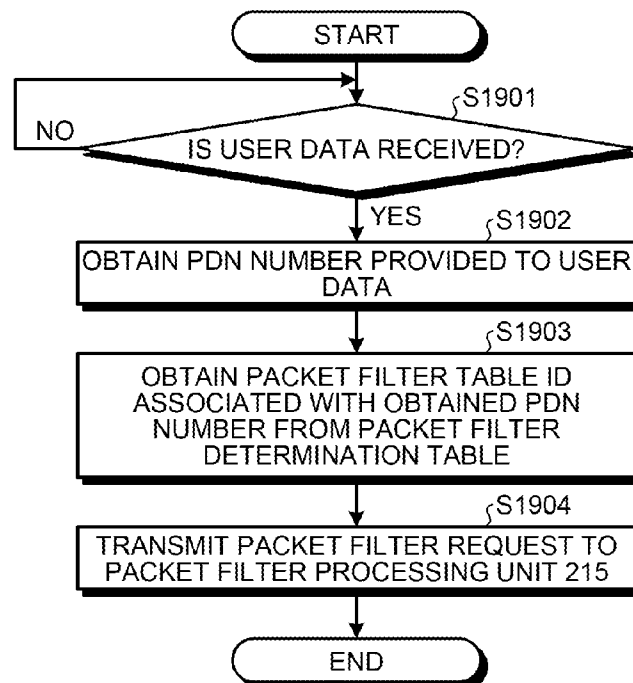 START
S1901
NO
IS USER DATA RECEIVED?
YES
S1902
OBTAIN PDN NUMBER PROVIDED TO USER
DATA
S1903
OBTAIN PACKET FILTER TABLE ID
ASSOCIATED WITH OBTAINED PDN
NUMBER FROM PACKET FILTER
DETERMINATION TABLE
S1904
TRANSMIT PACKET FILTER REQUEST TO
PACKET FILTER PROCESSING UNIT 215
END